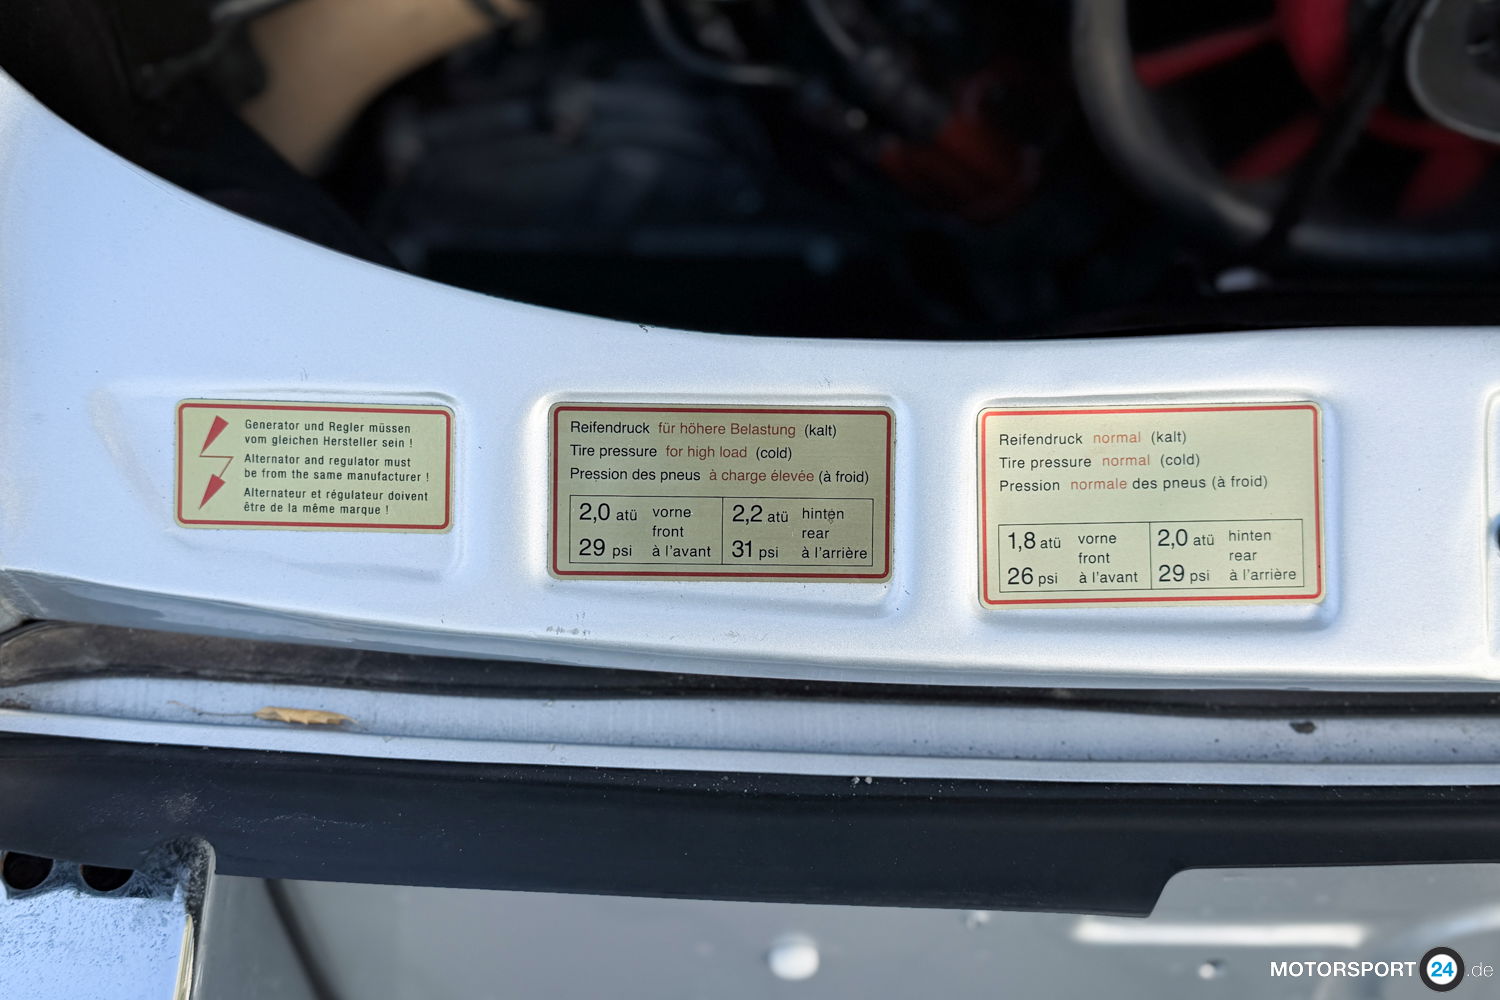 Generator und Regler müssen
vom gleichen Hersteller sein !
Alternator and regulator must
be from the same manufacturer !
Alternateur et régulateur doivent
être de la même marque !
Reifendruck für höhere Belastung (kalt)
Tire pressure for high load (cold)
Pression des pneus à charge élevée (à froid)
2,0 atü vorne
front
29 psi à l'avant
2,2 atü hinten
rear
31 psi à l'arrière
Reifendruck normal (kalt)
Tire pressure normal (cold)
Pression normale des pneus (à froid)
1,8 atü vorne
front
26 psi à l'avant
2,0 atü hinten
rear
29 psi à l'arrière
MOTORSPORT 24 .de